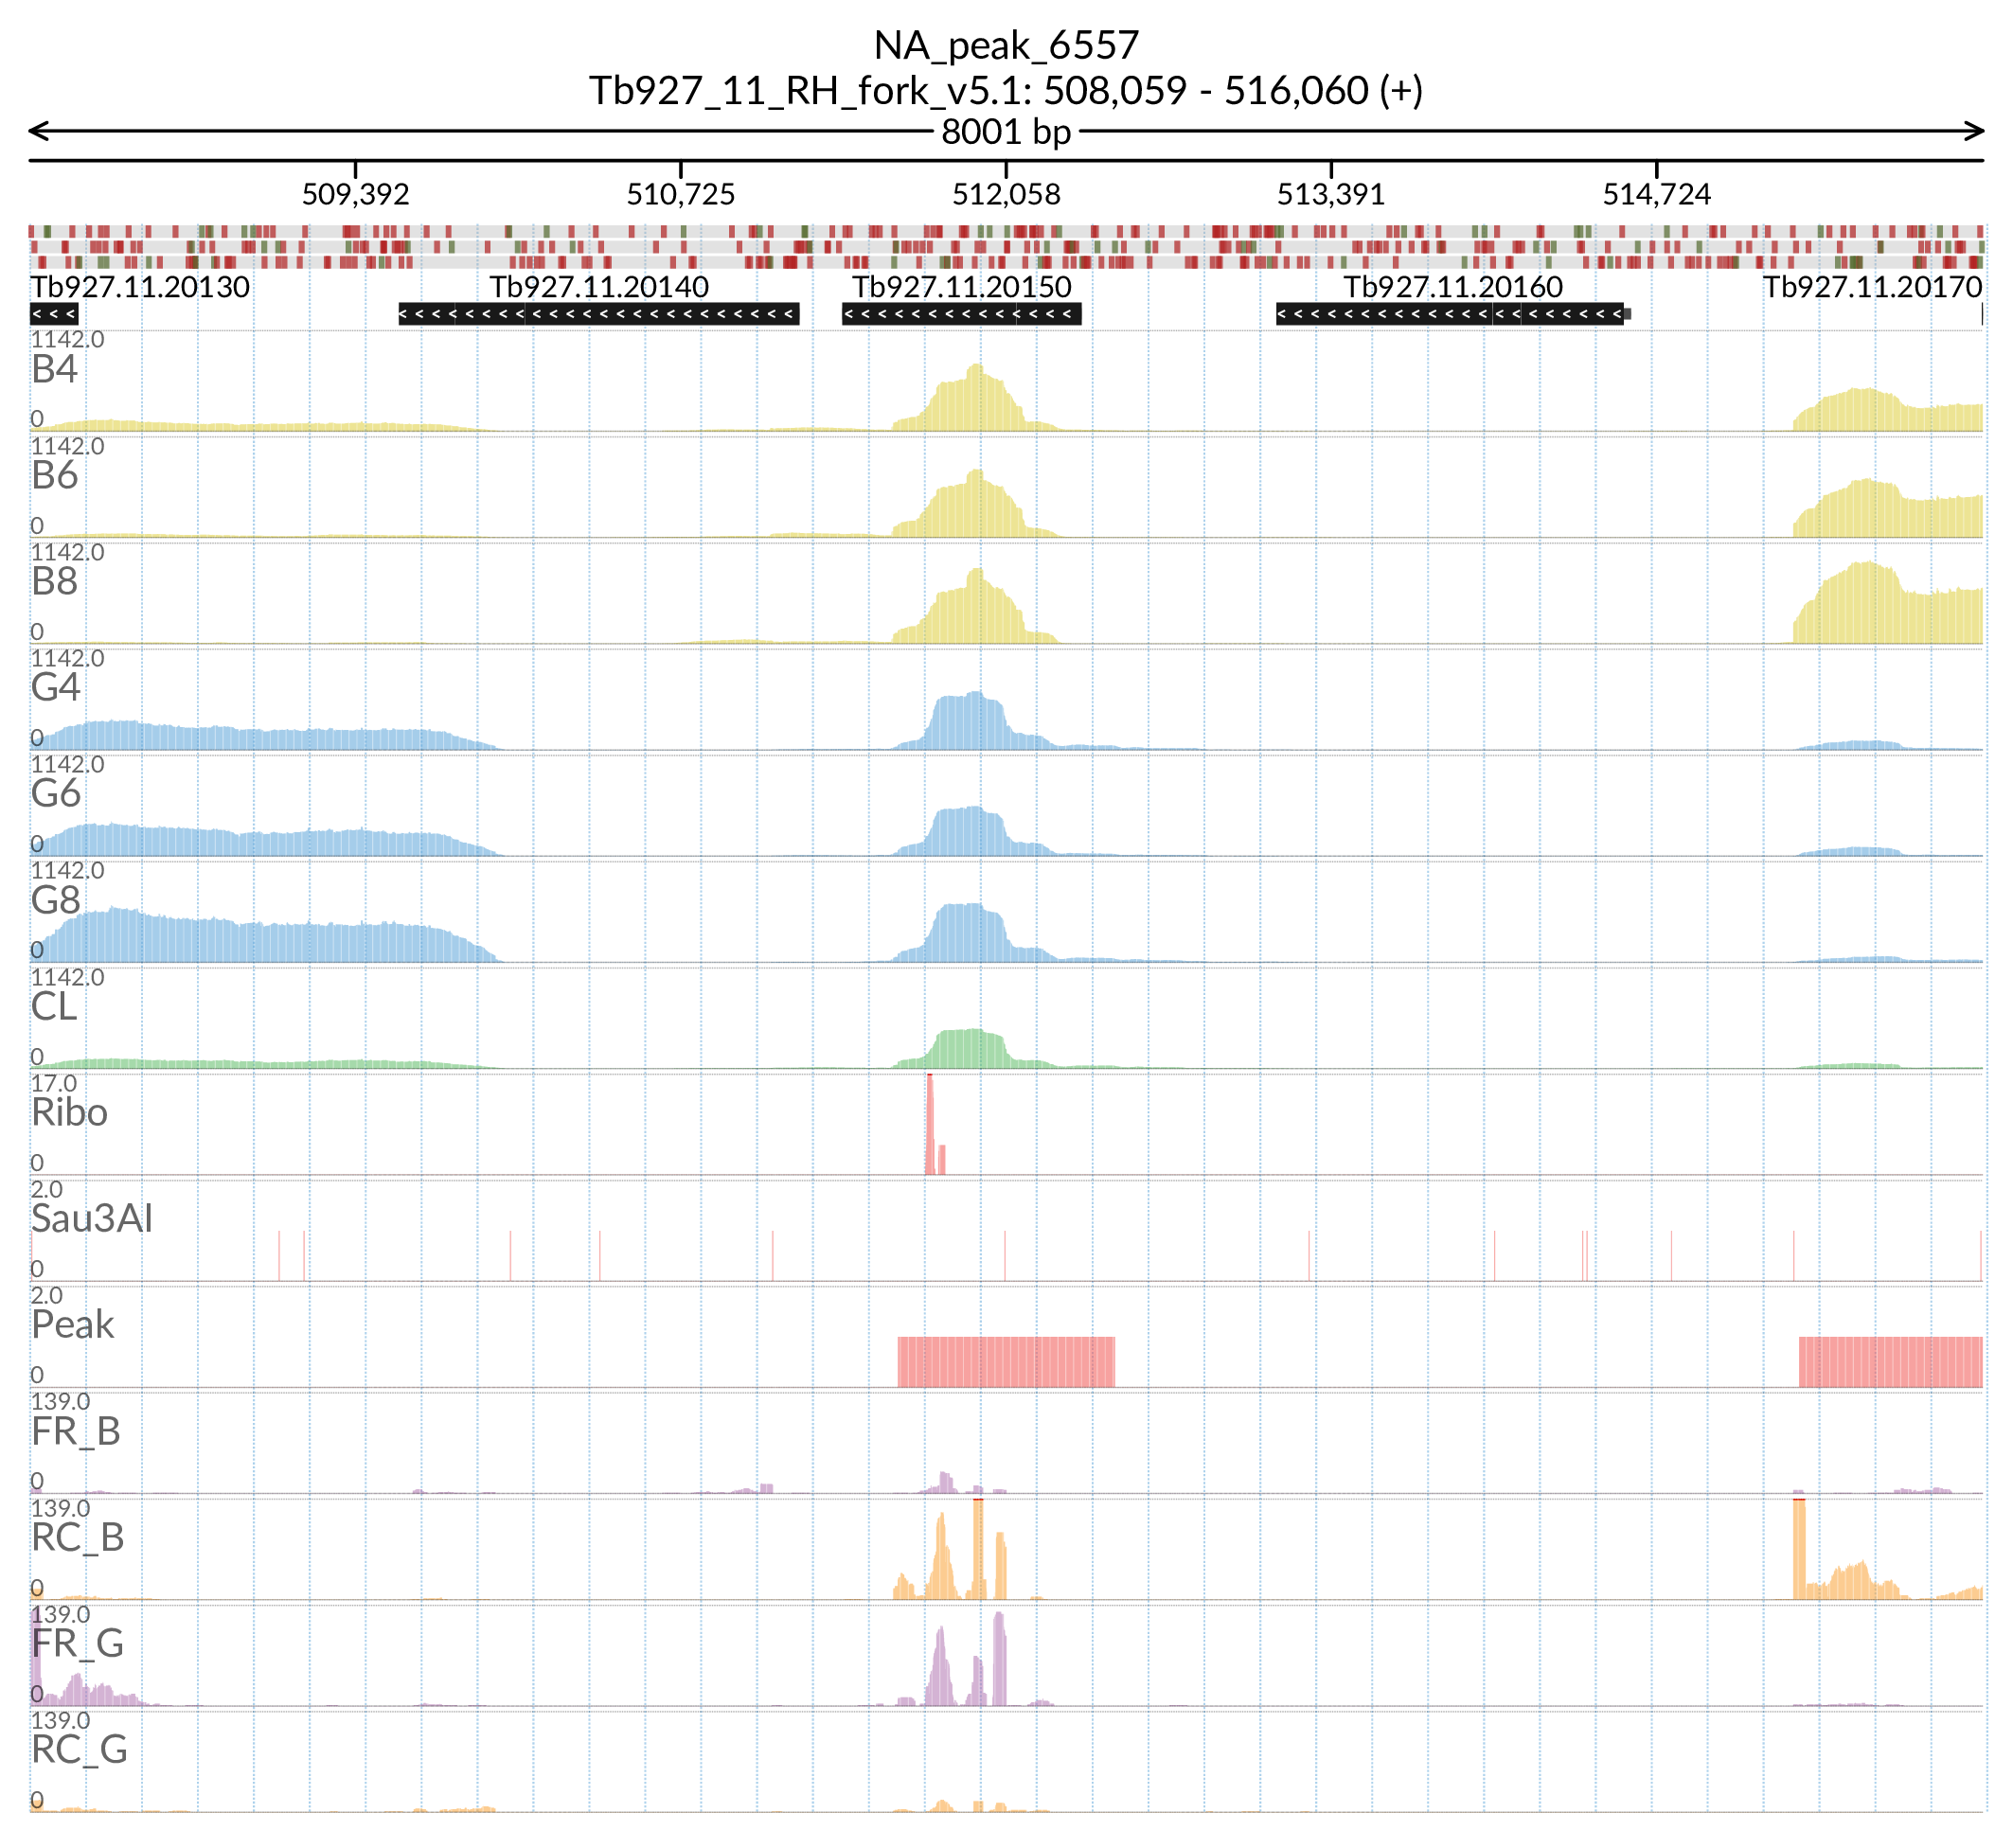 NA_peak_6557
Tb927_11_RH_fork_v5.1: 508,059 - 516,060 (+)
8001 bp
509,392 510,725 512,058 513,391 514,724
Tb927.11.20130 Tb927.11.20140 Tb927.11.20150 Tb927.11.20160 Tb927.11.20170
1142.0
B4
0
1142.0
B6
0
1142.0
B8
0
1142.0
G4
0
1142.0
G6
0
1142.0
G8
0
1142.0
CL
0
17.0
Ribo
0
2.0
Sau3AI
0
2.0
Peak
0
139.0
FR_B
0
139.0
RC_B
0
139.0
FR_G
0
139.0
RC_G
0